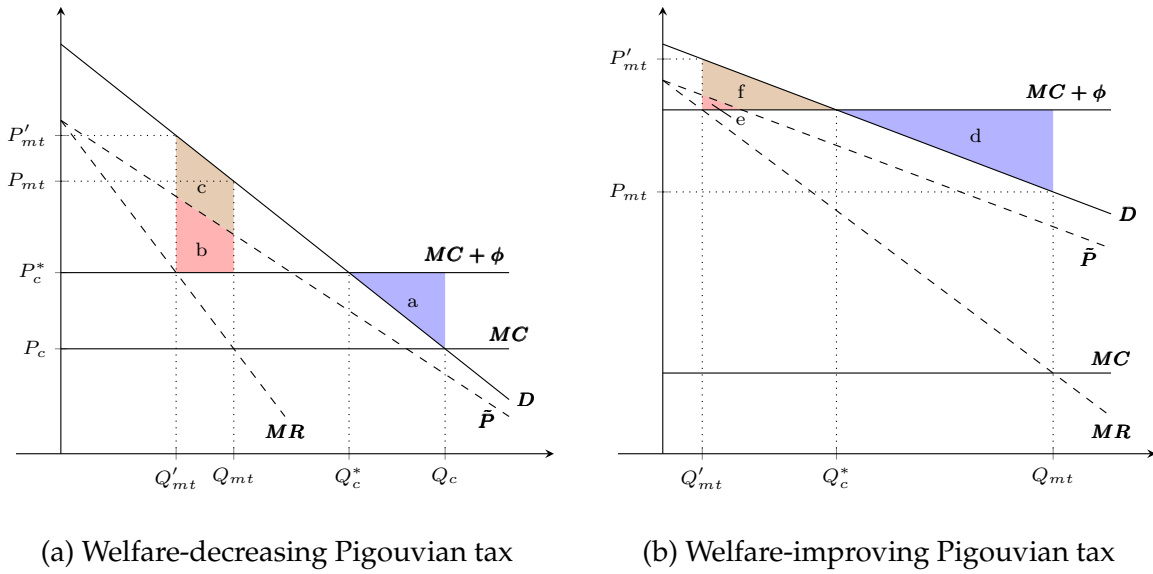 P′mt
Pmt
P*c
Pc
c
b
a
MC + ϕ
MC
D
P̃
MR
Q′mt
Qmt
Q*c
Qc
(a) Welfare-decreasing Pigouvian tax
P′mt
Pmt
f
e
d
MC + ϕ
D
P̃
MC
MR
Q′mt
Q*c
Qmt
(b) Welfare-improving Pigouvian tax